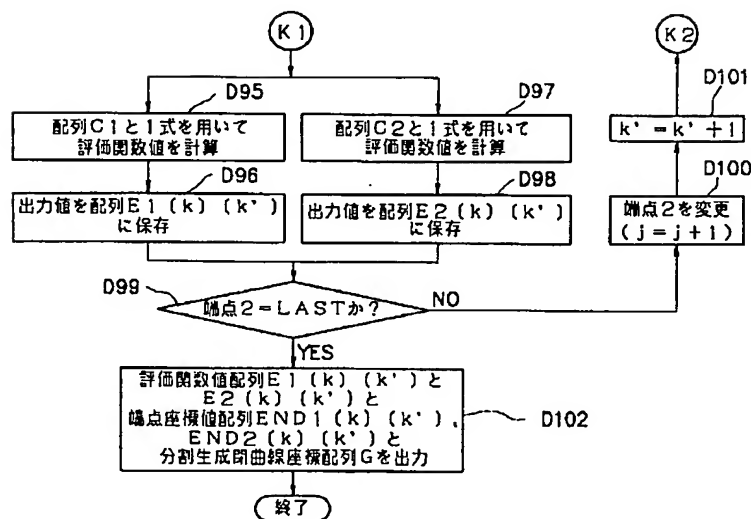 K1
D95
配列C1と1式を用いて
評価関数値を計算
D96
出力値を配列E1(k)(k')
に保存
D97
配列C2と1式を用いて
評価関数値を計算
D98
出力値を配列E2(k)(k')
に保存
D99
端点2=LASTか?
NO
YES
評価関数値配列E1(k)(k')と
E2(k)(k')と
端点座標値配列END1(k)(k')、
END2(k)(k')と
分割生成閉曲線座標配列Gを出力
D102
終了
K2
D101
k'=k'+1
D100
端点2を変更
(j=j+1)